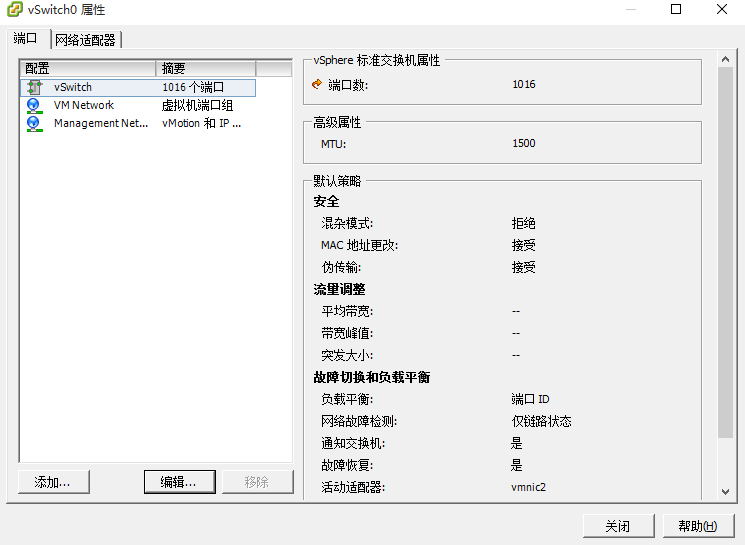 vSwitch0 属性
端口 网络适配器
配置 摘要
vSwitch 1016 个端口
VM Network 虚拟机端口组
Management Net... vMotion 和 IP ...
添加... 编辑... 移除
vSphere 标准交换机属性
端口数: 1016
高级属性
MTU: 1500
默认策略
安全
混杂模式: 拒绝
MAC 地址更改: 接受
伪传输: 接受
流量调整
平均带宽: --
带宽峰值: --
突发大小: --
故障切换和负载平衡
负载平衡: 端口 ID
网络故障检测: 仅链路状态
通知交换机: 是
故障恢复: 是
活动适配器: vmnic2
关闭 帮助(H)